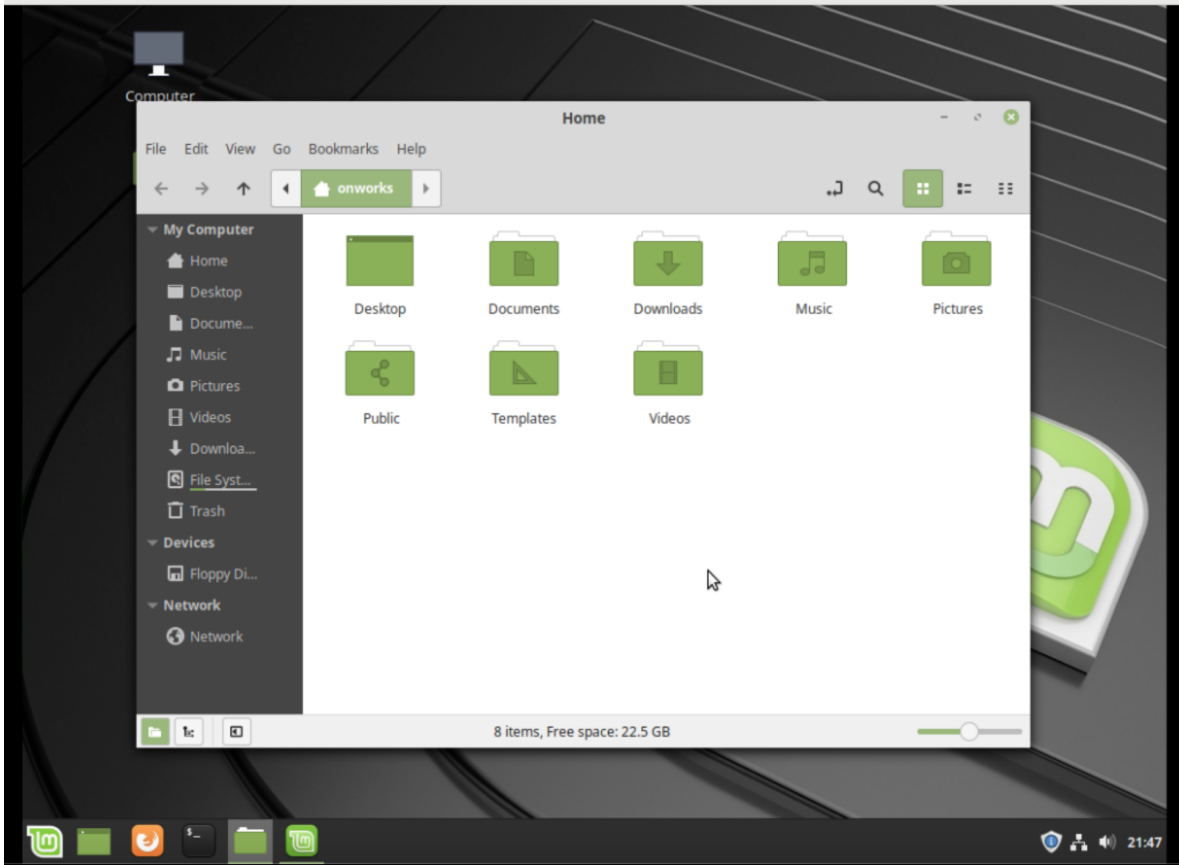 Computer
Home
File Edit View Go Bookmarks Help
onworks
My Computer
Home
Desktop
Docume...
Music
Pictures
Videos
Downloa...
File Syst...
Trash
Devices
Floppy Di...
Network
Network
Desktop Documents Downloads Music Pictures
Public Templates Videos
8 items, Free space: 22.5 GB
$_
21:47